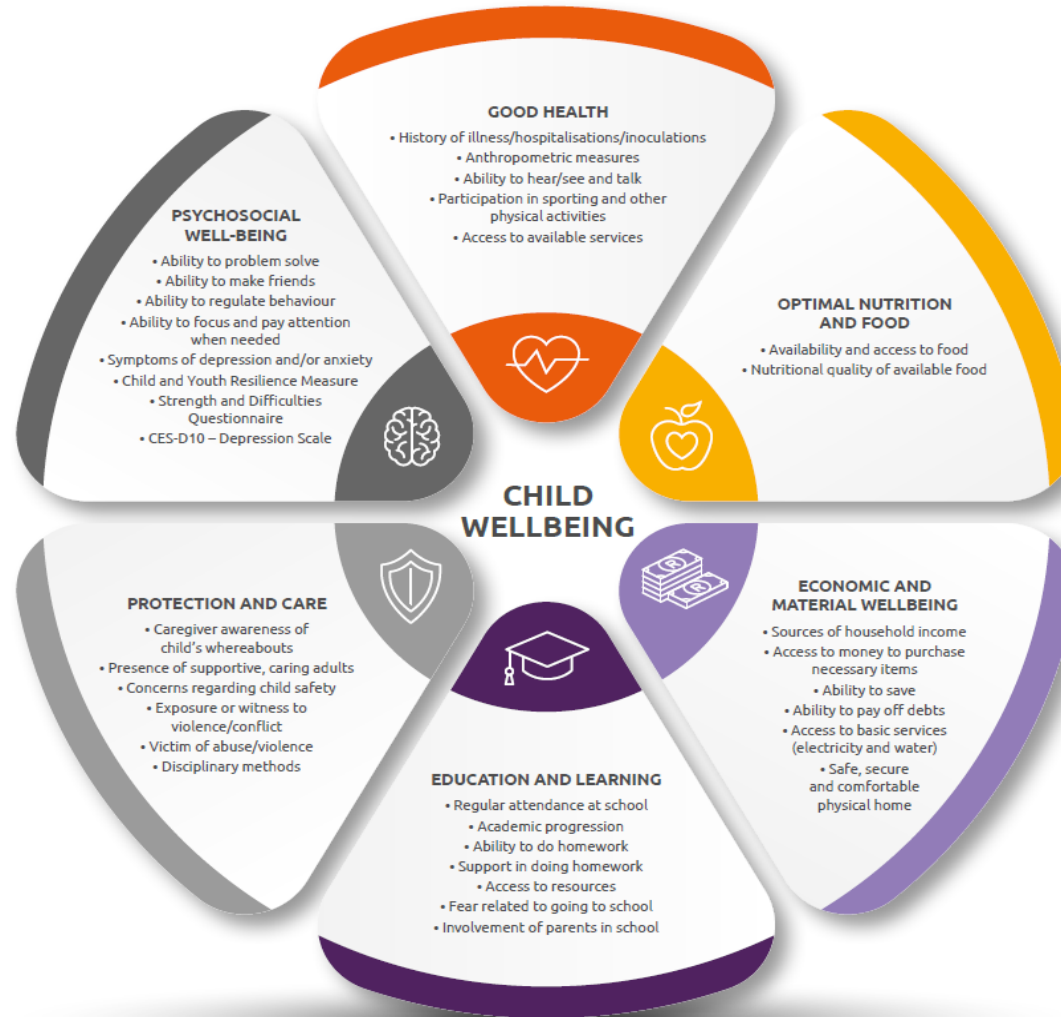 GOOD HEALTH
• History of illness/hospitalisations/inoculations
• Anthropometric measures
• Ability to hear/see and talk
• Participation in sporting and other
physical activities
• Access to available services
OPTIMAL NUTRITION
AND FOOD
• Availability and access to food
• Nutritional quality of available food
ECONOMIC AND
MATERIAL WELLBEING
• Sources of household income
• Access to money to purchase
necessary items
• Ability to save
• Ability to pay off debts
• Access to basic services
(electricity and water)
• Safe, secure
and comfortable
physical home
EDUCATION AND LEARNING
• Regular attendance at school
• Academic progression
• Ability to do homework
• Support in doing homework
• Access to resources
• Fear related to going to school
• Involvement of parents in school
PROTECTION AND CARE
• Caregiver awareness of
child's whereabouts
• Presence of supportive, caring adults
• Concerns regarding child safety
• Exposure or witness to
violence/conflict
• Victim of abuse/violence
• Disciplinary methods
PSYCHOSOCIAL
WELL-BEING
• Ability to problem solve
• Ability to make friends
• Ability to regulate behaviour
• Ability to focus and pay attention
when needed
• Symptoms of depression and/or anxiety
• Child and Youth Resilience Measure
• Strength and Difficulties
Questionnaire
• CES-D10 – Depression Scale
CHILD
WELLBEING
R
R